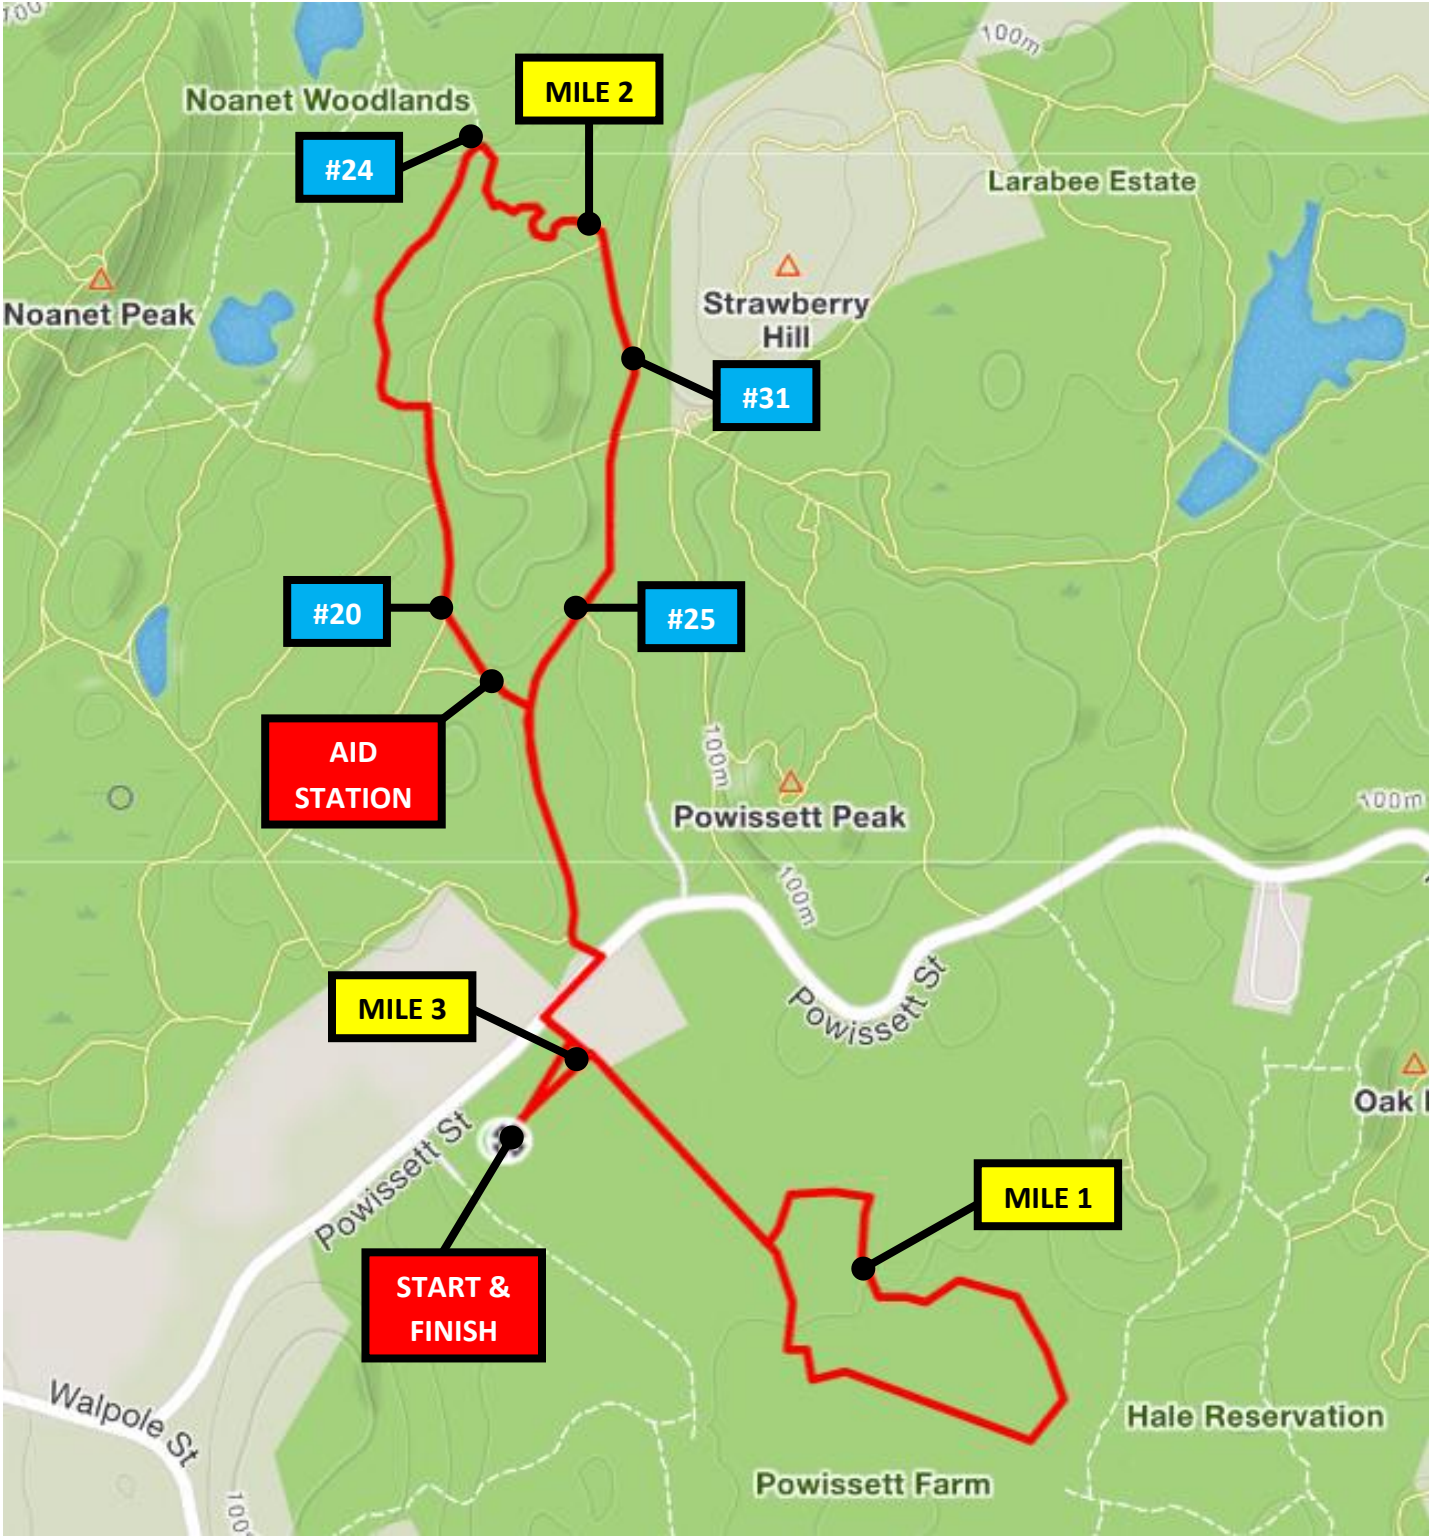 100
100m
MILE 2
Noanet Woodlands
#24
Larabee Estate
Noanet Peak
Strawberry
Hill
#31
#20
#25
AID
STATION
100m
Powissett Peak
100m
100m
MILE 3
Powissett St
Oak
Powissett St
MILE 1
START &
FINISH
Walpole St
Hale Reservation
Powissett Farm
100